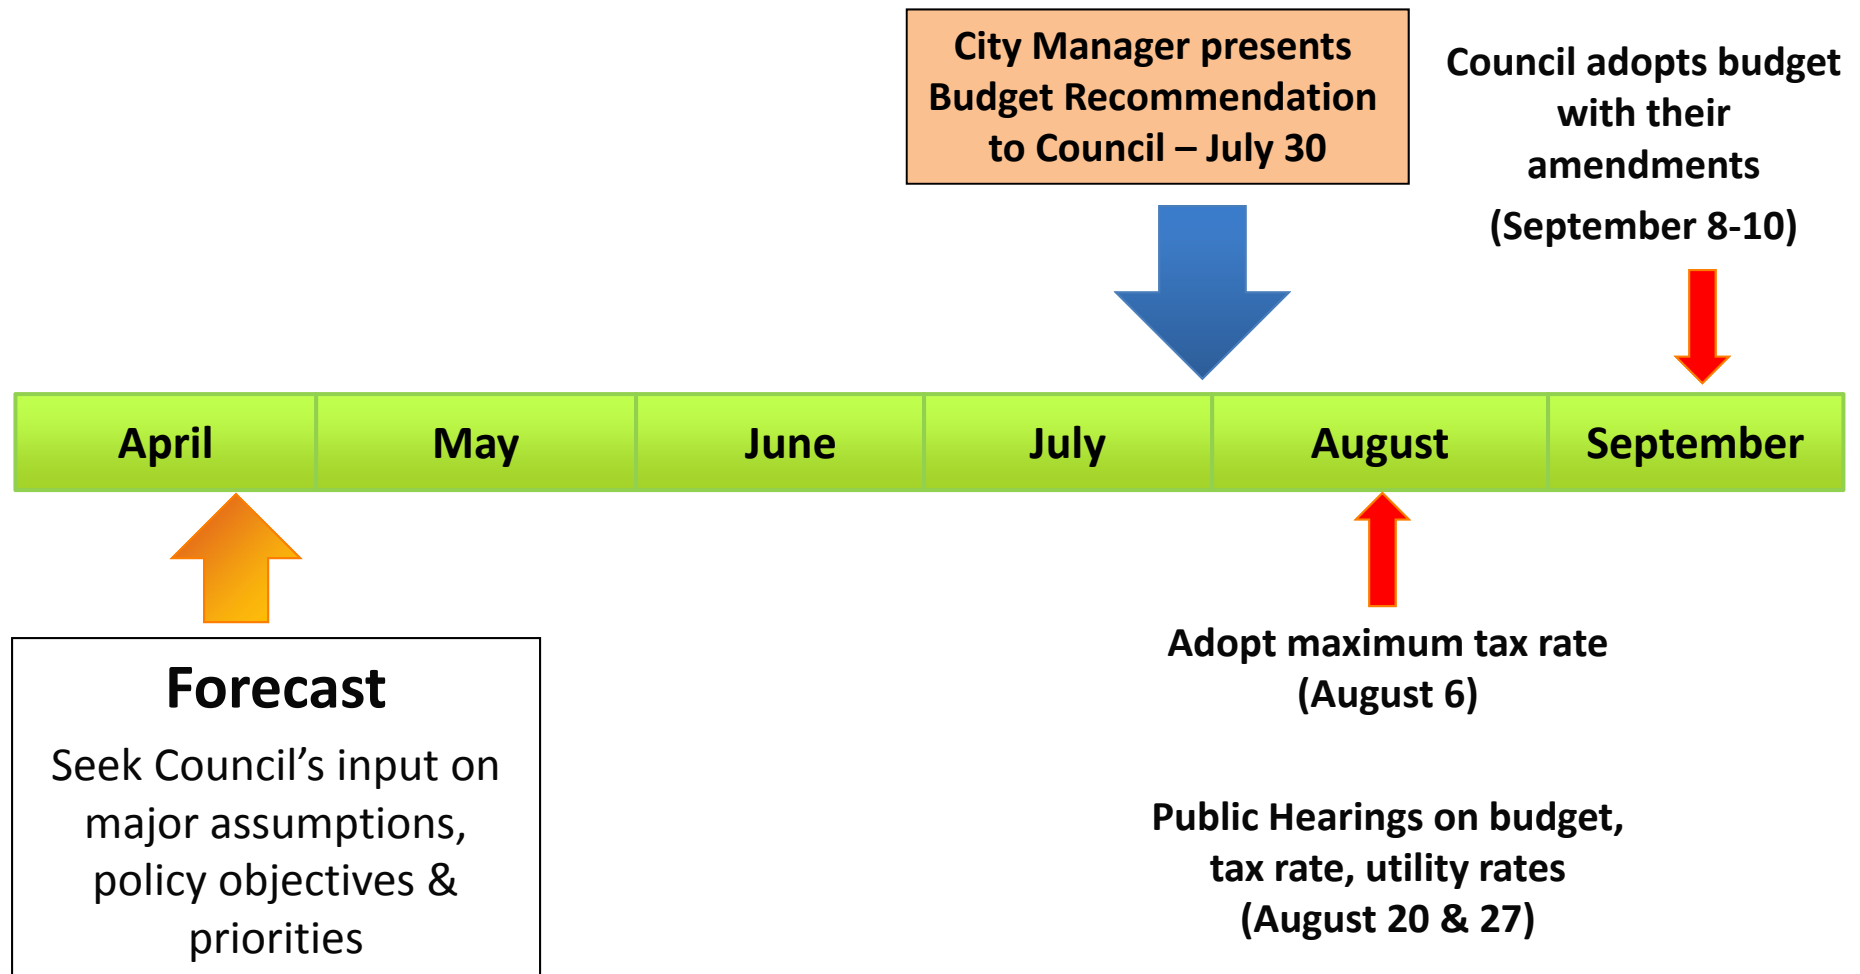 City Manager presents
Budget Recommendation
to Council – July 30
Council adopts budget
with their
amendments
(September 8-10)
April
May
June
July
August
September
Forecast
Seek Council’s input on
major assumptions,
policy objectives &
priorities
Adopt maximum tax rate
(August 6)
Public Hearings on budget,
tax rate, utility rates
(August 20 & 27)